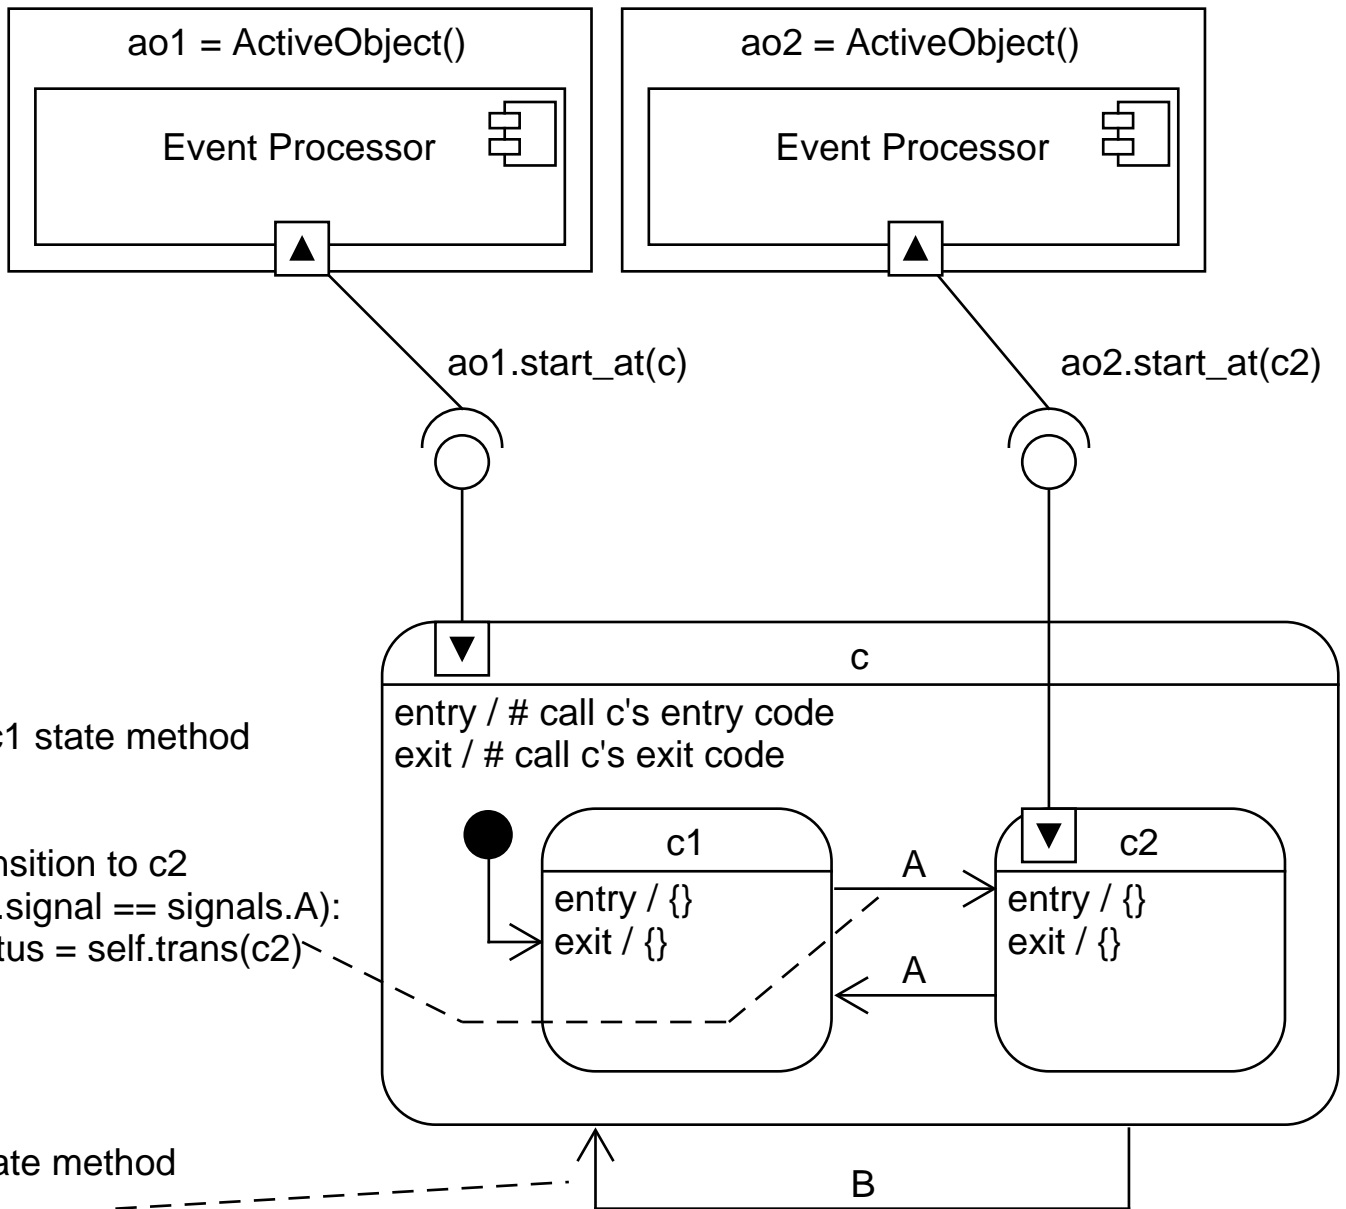 ao1 = ActiveObject()
ao2 = ActiveObject()
Event Processor
Event Processor
ao1.start_at(c)
ao2.start_at(c2)
c
entry / # call c's entry code
exit / # call c's exit code
c1 state method
c1
c2
A
entry / {}
exit / {}
entry / {}
exit / {}
A
nsition to c2
.signal == signals.A):
tus = self.trans(c2)
ate method
B